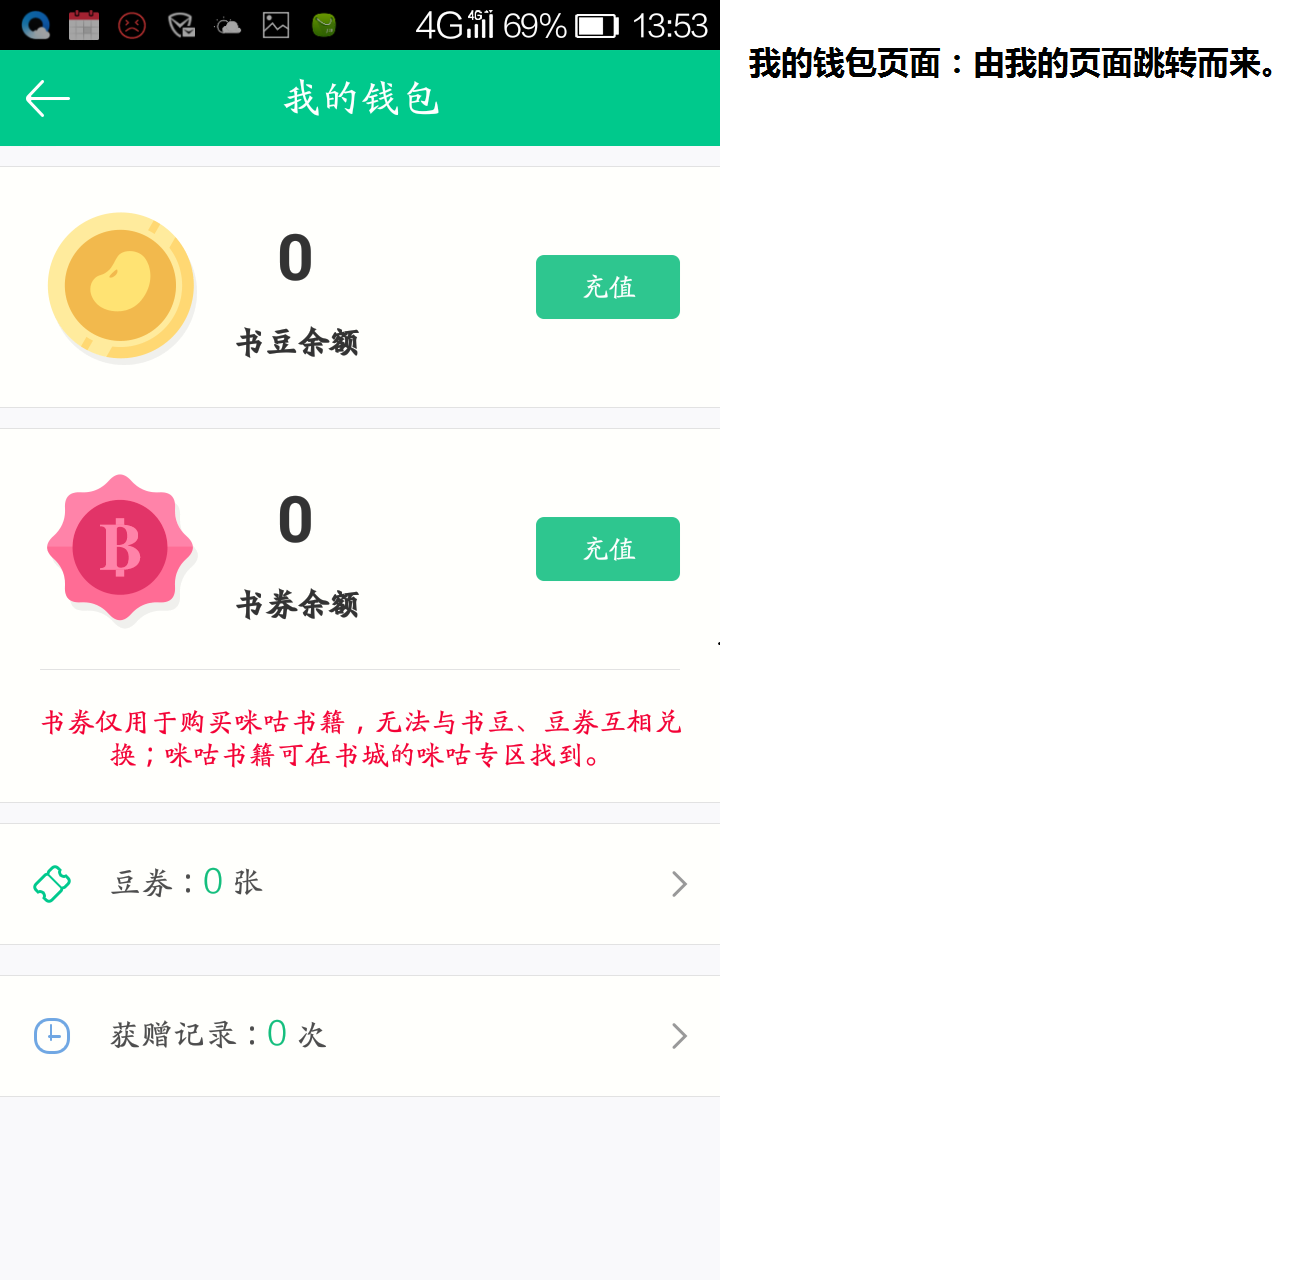 4G 4G 69% 13:53
我的钱包
我的钱包页面：由我的页面跳转而来。
0
充值
书豆余额
0
充值
书券余额
书券仅用于购买咪咕书籍，无法与书豆、豆券互相兑
换；咪咕书籍可在书城的咪咕专区找到。
豆券：0 张
获赠记录：0 次